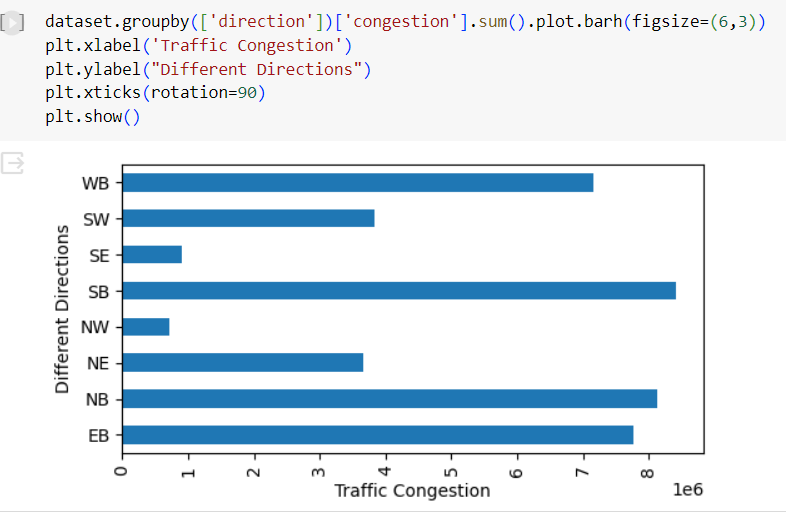 dataset.groupby(['direction'])['congestion'].sum().plot.barh(figsize=(6,3))
plt.xlabel('Traffic Congestion')
plt.ylabel("Different Directions")
plt.xticks(rotation=90)
plt.show()
Different Directions
WB
SW
SE
SB
NW
NE
NB
EB
0 1 2 3 4 5 6 7 8
Traffic Congestion
1e6